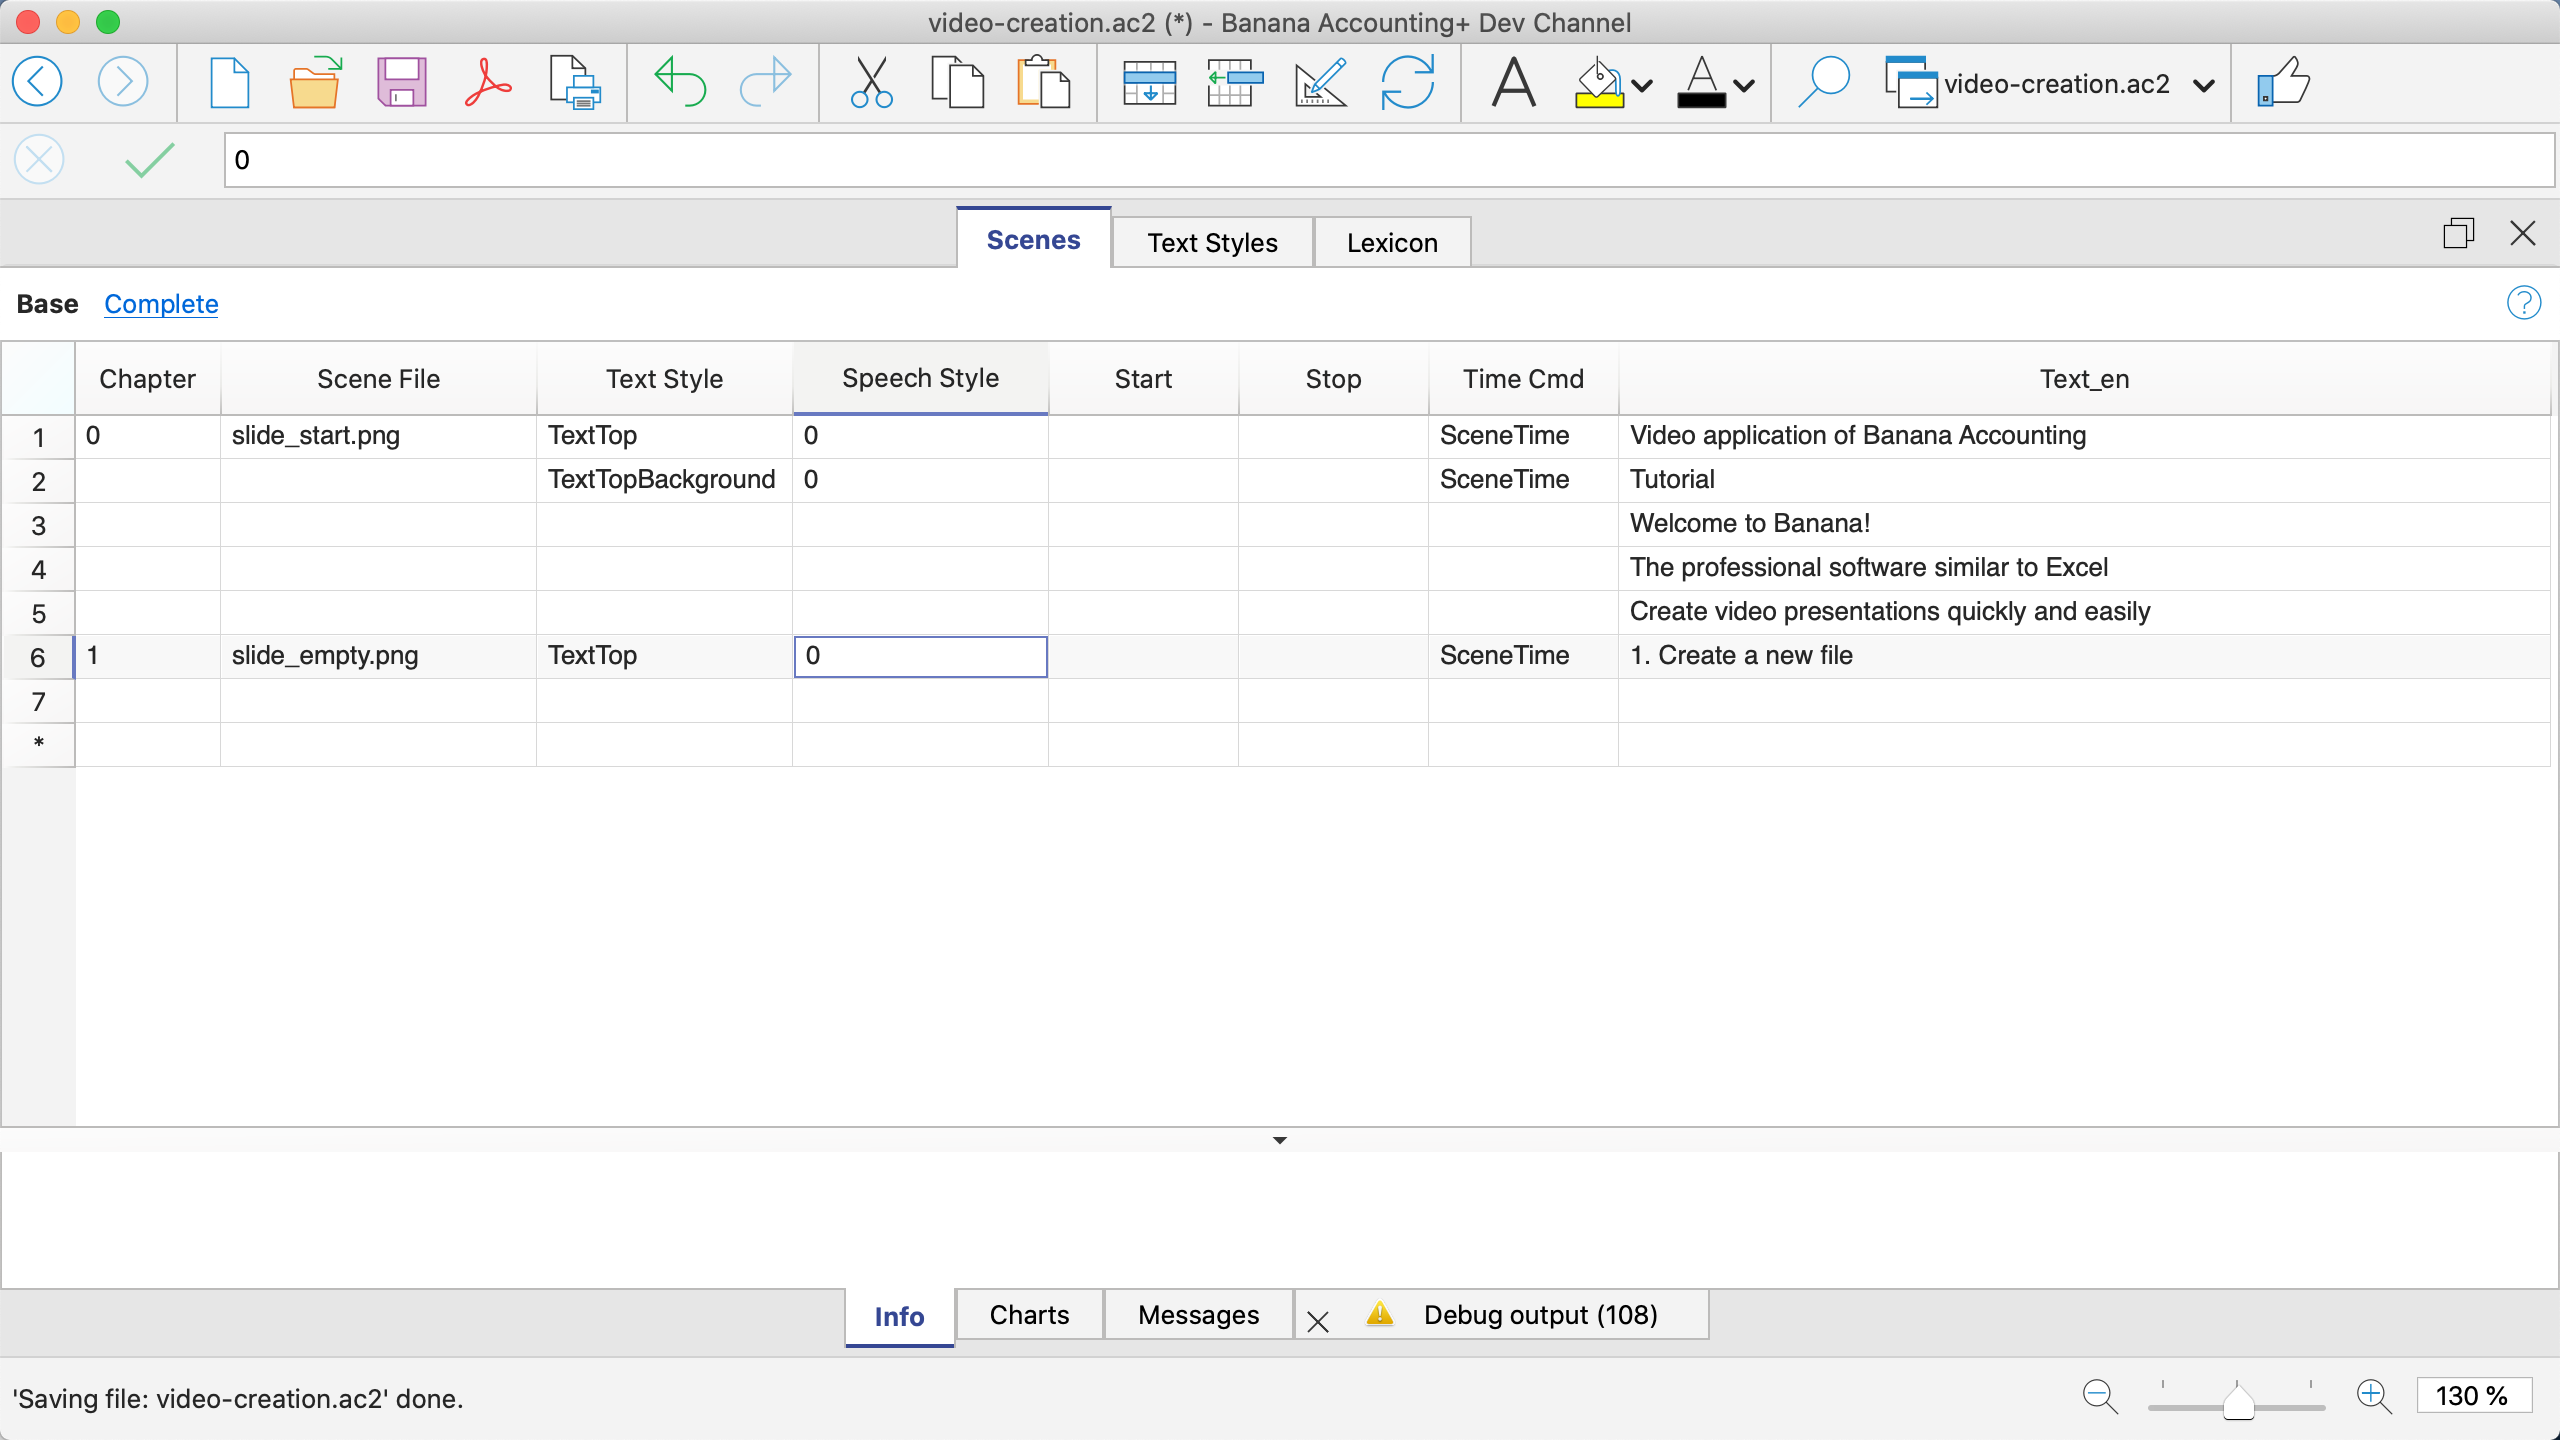 video-creation.ac2 (*) - Banana Accounting+ Dev Channel
video-creation.ac2
0
Scenes Text Styles Lexicon
Base Complete
Chapter Scene File Text Style Speech Style Start Stop Time Cmd Text_en
1 0 slide_start.png TextTop 0 SceneTime Video application of Banana Accounting
2 TextTopBackground 0 SceneTime Tutorial
3 Welcome to Banana!
4 The professional software similar to Excel
5 Create video presentations quickly and easily
6 1 slide_empty.png TextTop 0 SceneTime 1. Create a new file
7
*
Info Charts Messages Debug output (108)
'Saving file: video-creation.ac2' done.
130 %